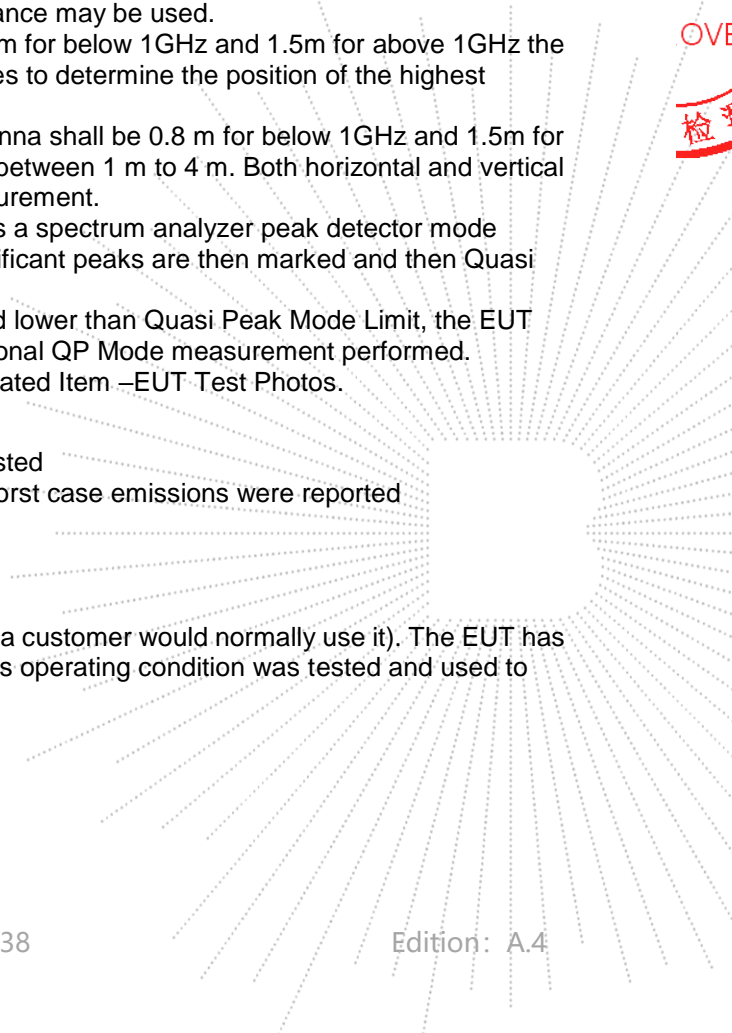 ance may be used.
m for below 1GHz and 1.5m for above 1GHz the
es to determine the position of the highest
nna shall be 0.8 m for below 1GHz and 1.5m for
between 1 m to 4 m. Both horizontal and vertical
urement.
s a spectrum analyzer peak detector mode
ificant peaks are then marked and then Quasi
d lower than Quasi Peak Mode Limit, the EUT
onal QP Mode measurement performed.
ated Item –EUT Test Photos.
sted
orst case emissions were reported
a customer would normally use it). The EUT has
s operating condition was tested and used to
OVE
检
38
Edition: A.4